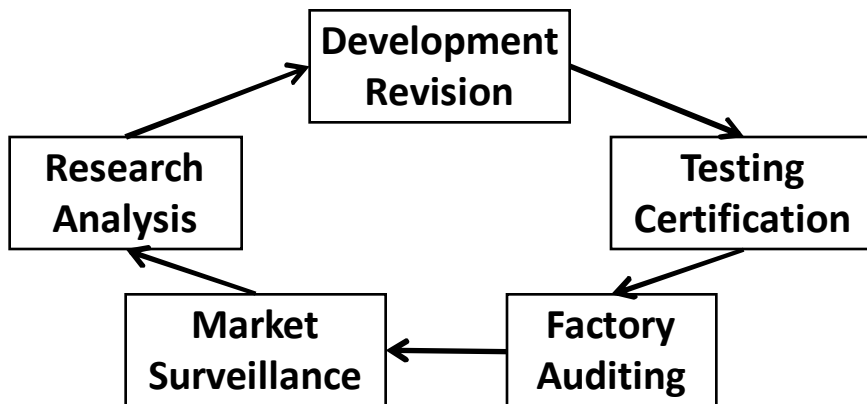 Development
Revision
Research
Analysis
Testing
Certification
Market
Surveillance
Factory
Auditing